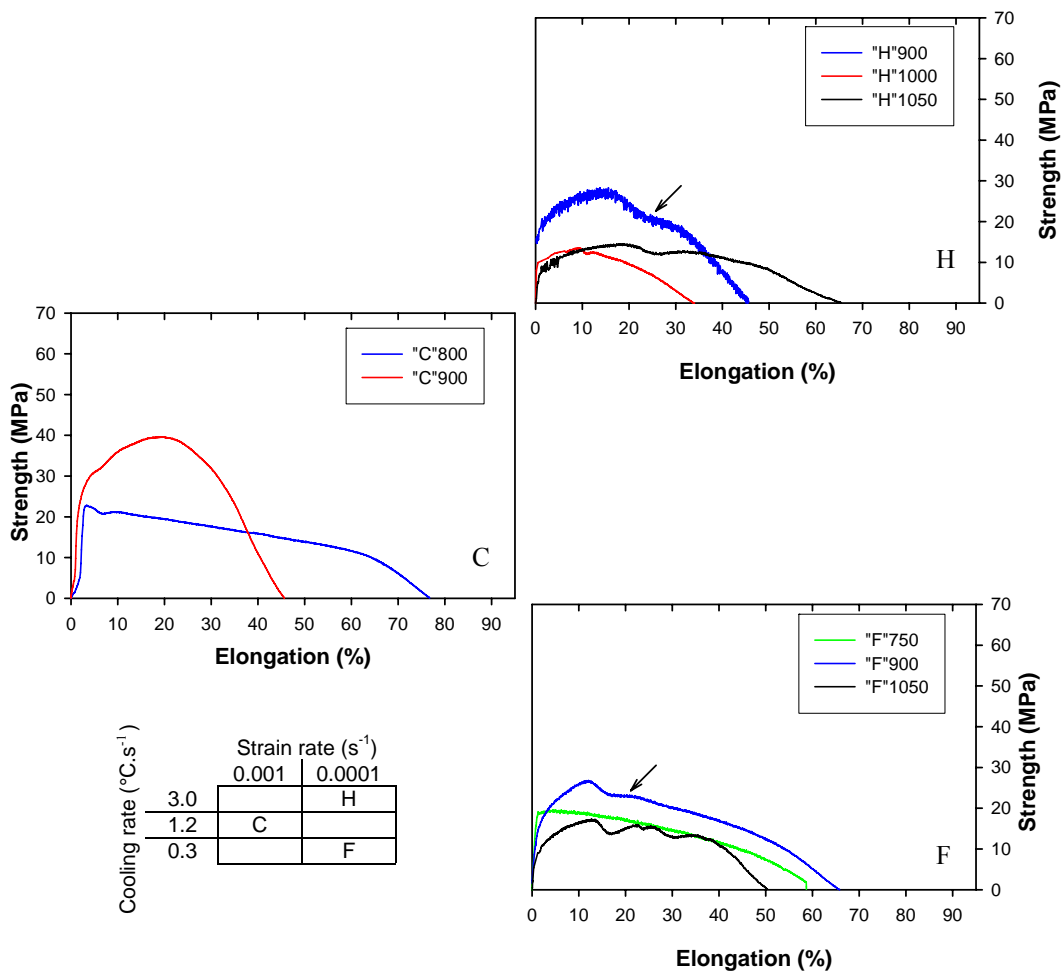 70
60
50
40
30
20
10
0
Strength (MPa)
"H"900
"H"1000
"H"1050
H
0 10 20 30 40 50 60 70 80 90
Elongation (%)
70
60
50
40
30
20
10
0
Strength (MPa)
"C"800
"C"900
C
0 10 20 30 40 50 60 70 80 90
Elongation (%)
70
60
50
40
30
20
10
0
Strength (MPa)
"F"750
"F"900
"F"1050
F
0 10 20 30 40 50 60 70 80 90
Elongation (%)
Cooling rate (°C.s⁻¹)
Strain rate (s⁻¹)
0.001 0.0001
3.0 H
1.2 C
0.3 F